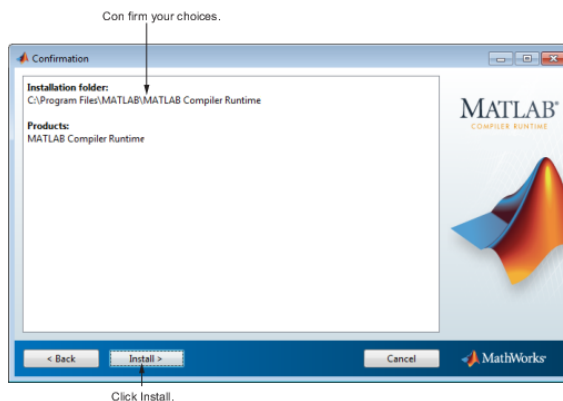 Con firm your choices.
Confirmation
Installation folder:
C:\Program Files\MATLAB\MATLAB Compiler Runtime
Products:
MATLAB Compiler Runtime
MATLAB®
COMPILER RUNTIME
< Back
Install >
Cancel
MathWorks®
Click Install.